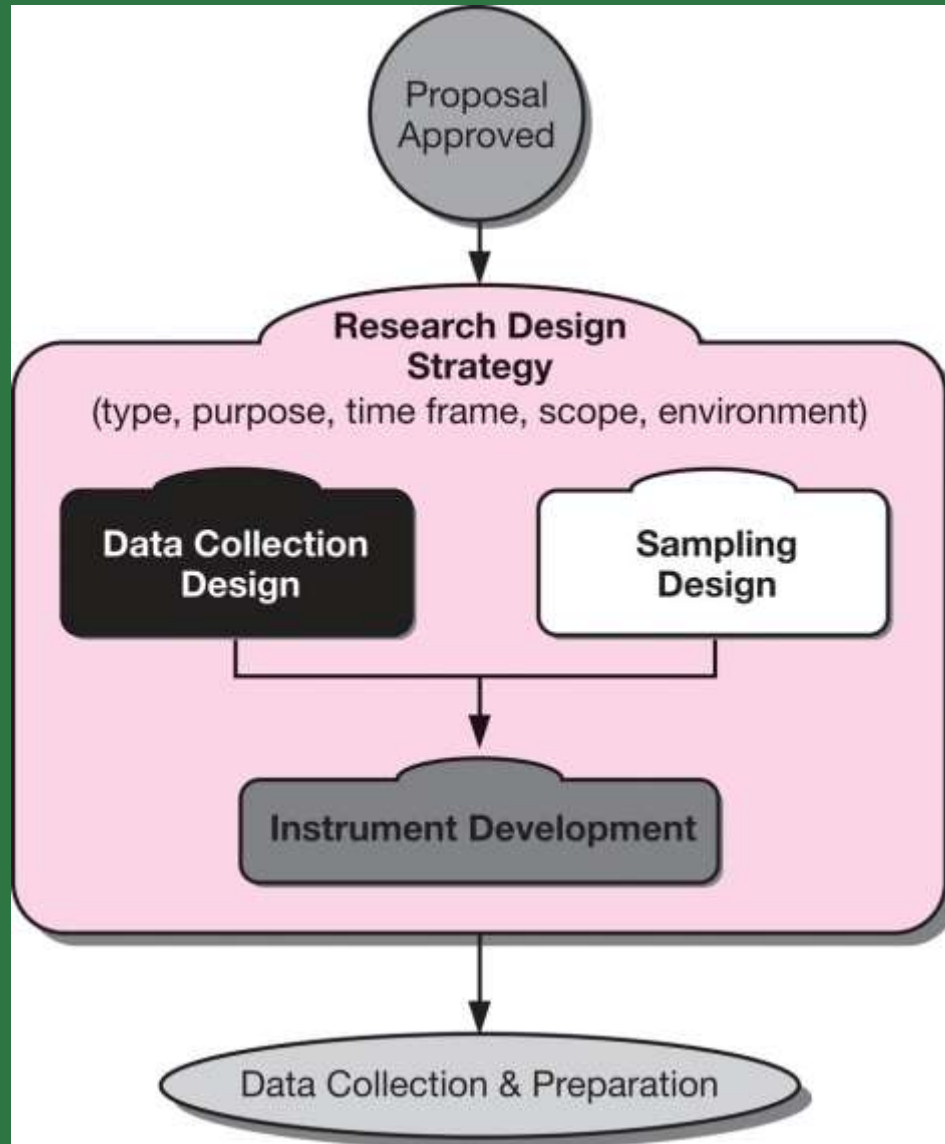 Proposal
Approved
Research Design
Strategy
(type, purpose, time frame, scope, environment)
Data Collection
Design
Sampling
Design
Instrument Development
Data Collection & Preparation